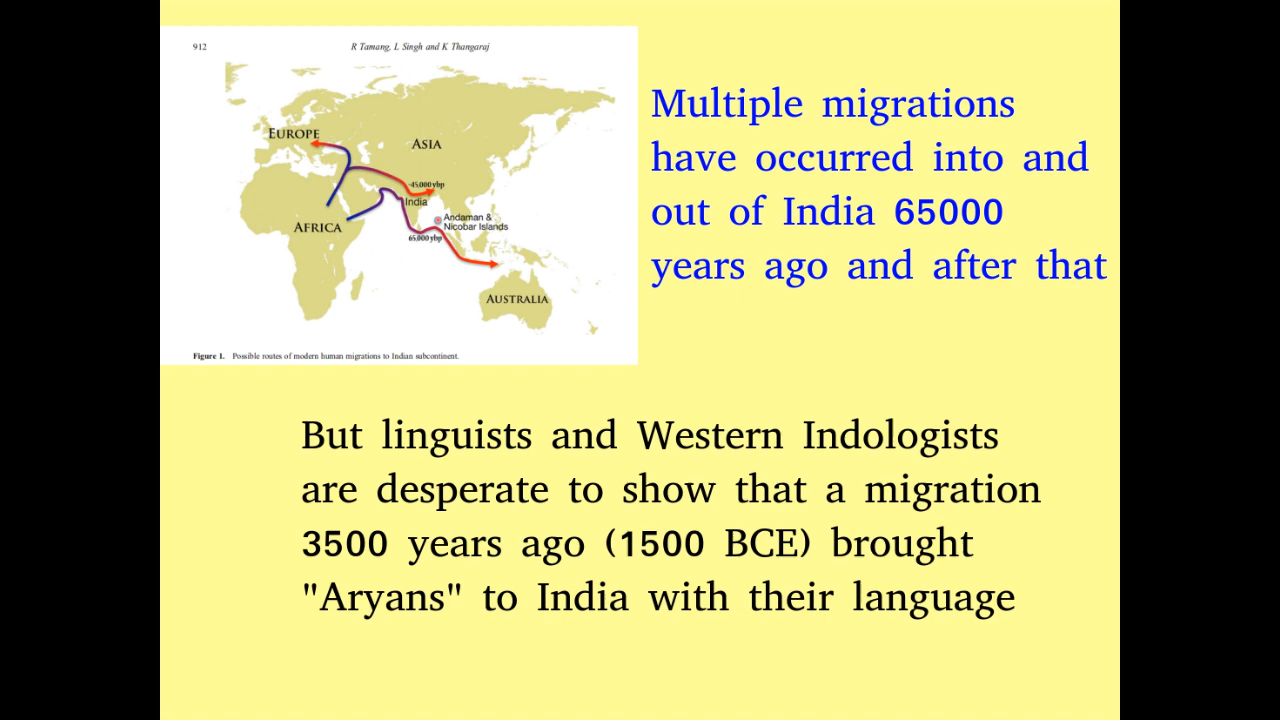 912
R Tamang, L Singh and K Thangaraj
EUROPE
ASIA
~45,000 ybp
India
AFRICA
Andaman &
Nicobar Islands
65,000 ybp
AUSTRALIA
Figure 1. Possible routes of modern human migrations to Indian subcontinent.
Multiple migrations
have occurred into and
out of India 65000
years ago and after that
But linguists and Western Indologists
are desperate to show that a migration
3500 years ago (1500 BCE) brought
"Aryans" to India with their language